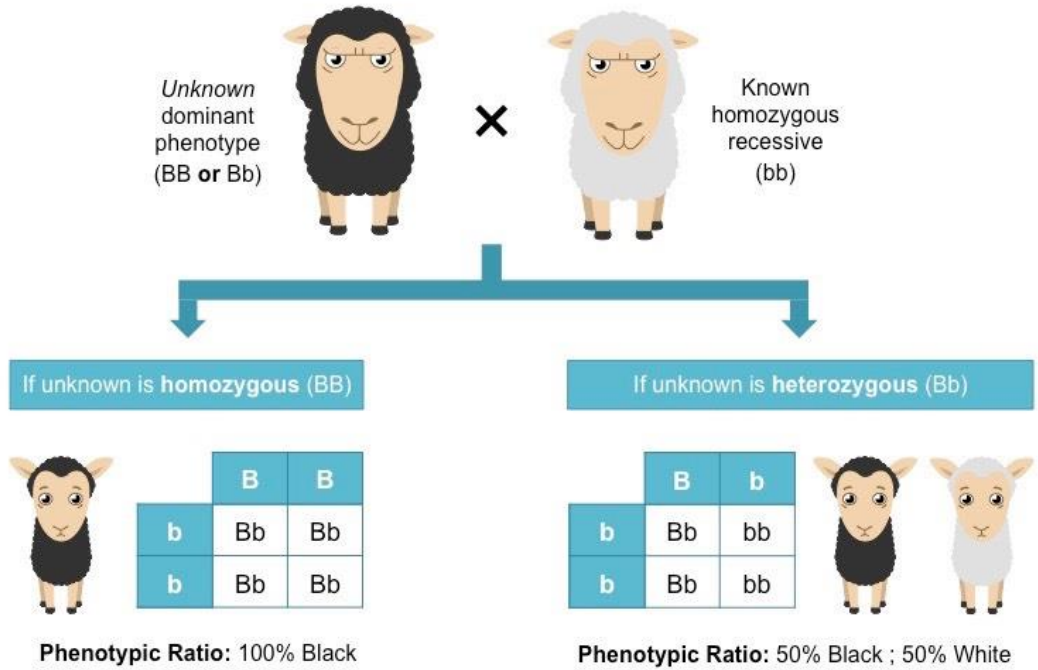 Unknown
dominant
phenotype
(BB or Bb)
Known
homozygous
recessive
(bb)
If unknown is homozygous (BB)
If unknown is heterozygous (Bb)
B B
b Bb Bb
b Bb Bb
B b
b Bb bb
b Bb bb
Phenotypic Ratio: 100% Black
Phenotypic Ratio: 50% Black ; 50% White